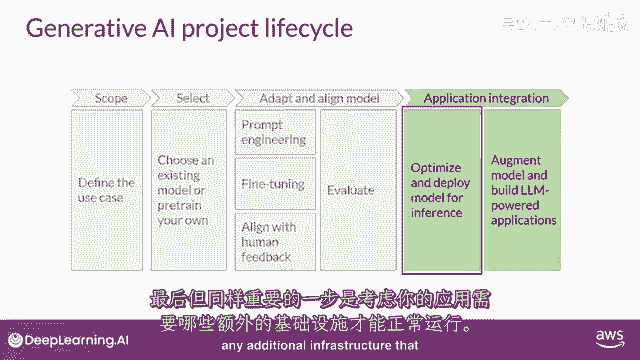 Generative AI project lifecycle
Scope
Select
Adapt and align model
Application integration
Define the
use case
Choose an
existing
model or
pretrain
your own
Prompt
engineering
Fine-tuning
Align with
human
feedback
Evaluate
Optimize
and deploy
model for
inference
Augment
model and
build LLM-
powered
applications
最后但同样重要的一步是考虑你的应用需
要哪些额外的基础设施才能正常运行。
any additional infrastructure that
DeepLearning.AI
aws